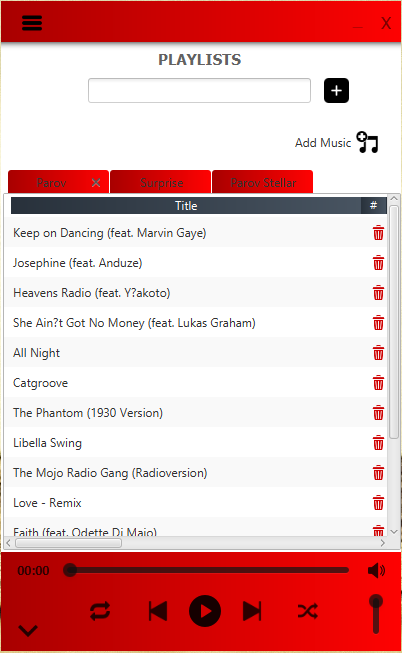 X
PLAYLISTS
Add Music
Parov Surprise Parov Stellar
Title #
Keep on Dancing (feat. Marvin Gaye)
Josephine (feat. Anduze)
Heavens Radio (feat. Y?akoto)
She Ain?t Got No Money (feat. Lukas Graham)
All Night
Catgroove
The Phantom (1930 Version)
Libella Swing
The Mojo Radio Gang (Radioversion)
Love - Remix
Faith (feat. Odette Di Maio)
00:00